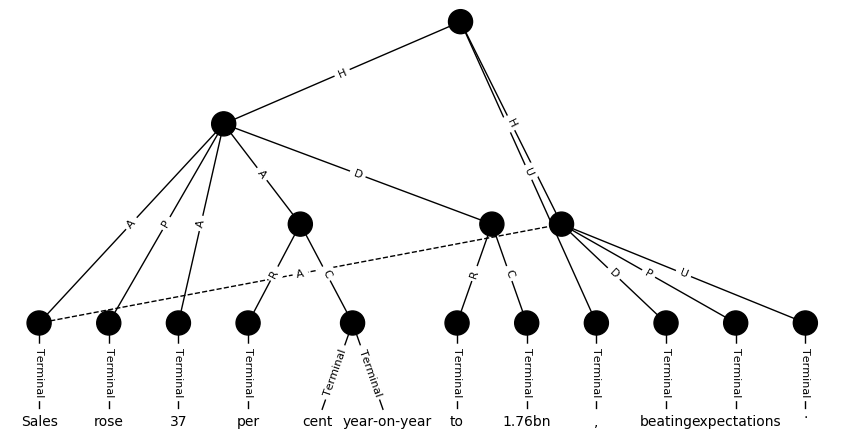 H
H
A
D
U
A
P
A
R
A
C
R
C
D
P
U
Terminal Terminal Terminal Terminal Terminal Terminal Terminal Terminal Terminal Terminal Terminal Terminal
Sales rose 37 per cent year-on-year to 1.76bn , beating expectations .